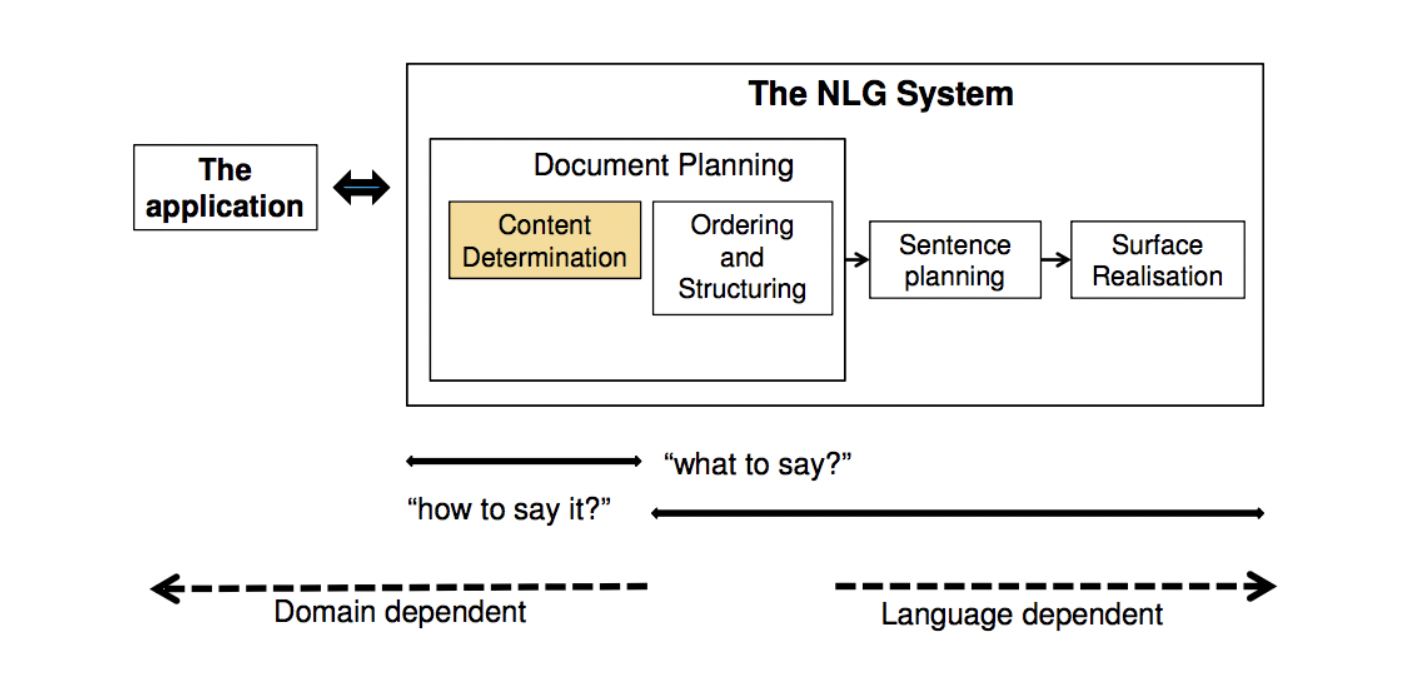 The NLG System
The
application
Document Planning
Content
Determination
Ordering
and
Structuring
Sentence
planning
Surface
Realisation
“what to say?”
“how to say it?”
Domain dependent
Language dependent